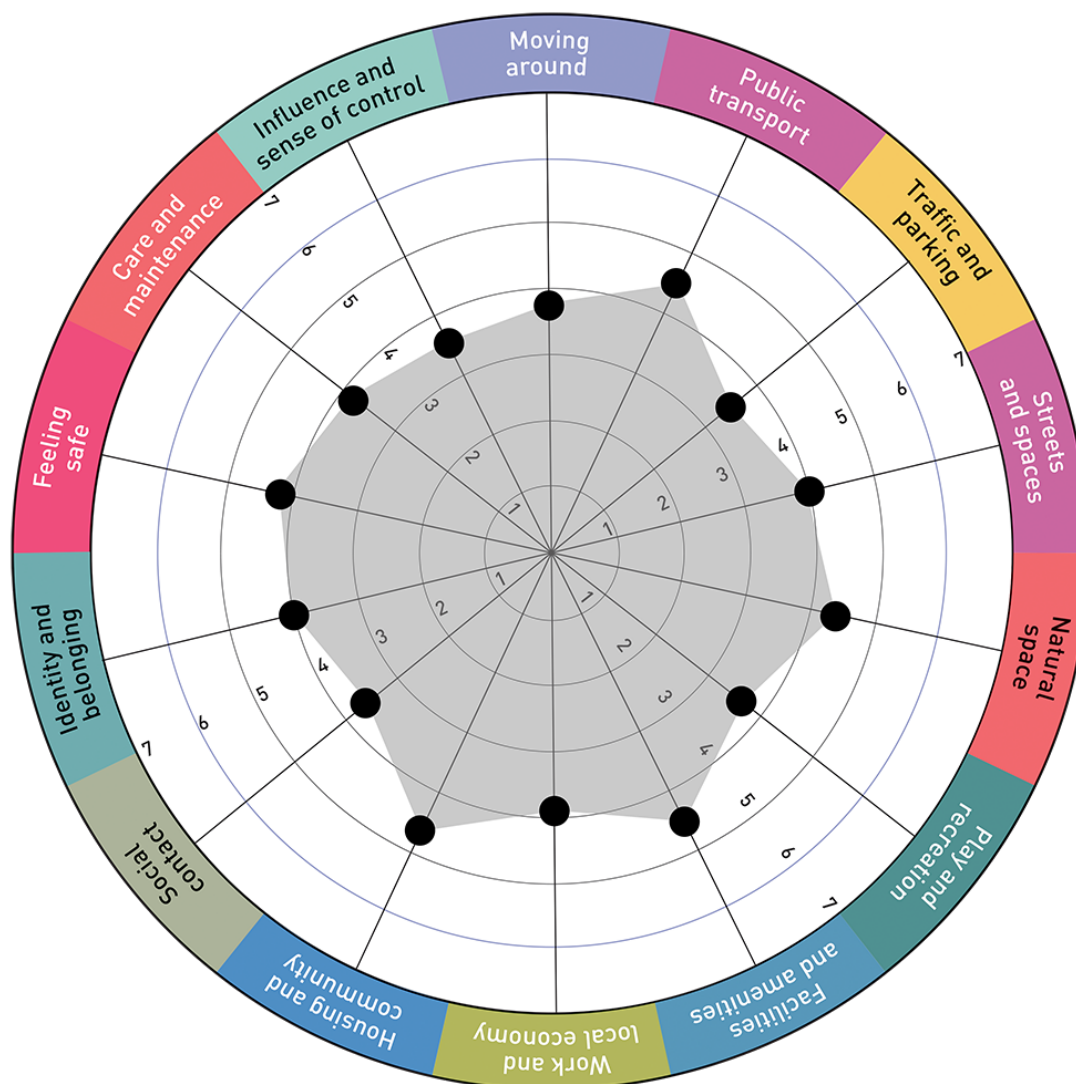 Moving
around
Public
transport
Traffic and
parking
Streets
and spaces
Natural
space
Play and
recreation
Facilities
and amenities
Work and
local economy
Housing and
community
Social
contact
Identity and
belonging
Feeling
safe
Care and
maintenance
Influence and
sense of control
7
6
5
4
3
2
1
1
2
3
4
5
6
7
1
2
3
4
5
6
7
1
2
3
4
5
6
7